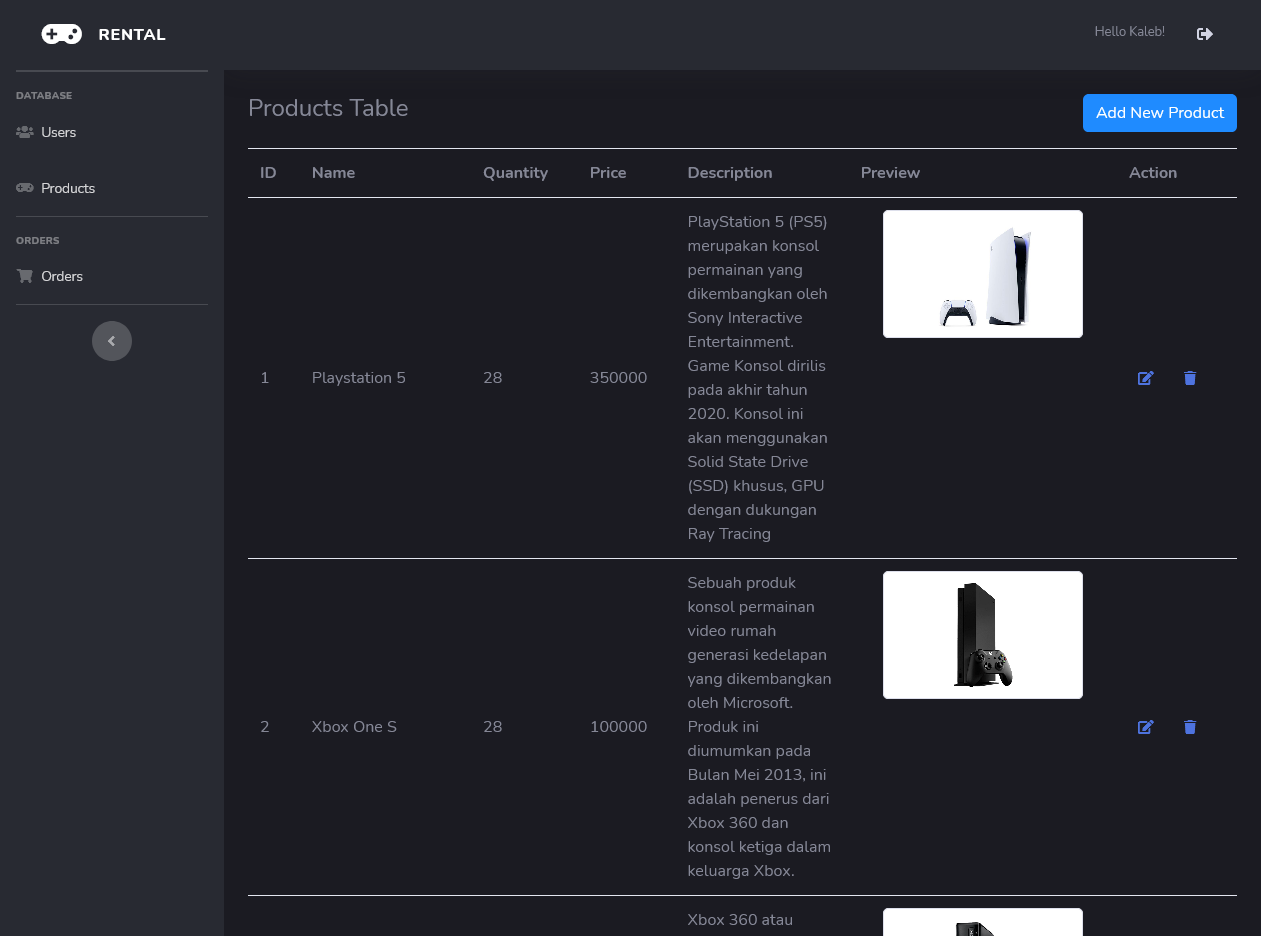 RENTAL
Hello Kaleb!
DATABASE
Users
Products
ORDERS
Orders
Products Table
Add New Product
ID Name Quantity Price Description Preview Action
1 Playstation 5 28 350000
PlayStation 5 (PS5)
merupakan konsol
permainan yang
dikembangkan oleh
Sony Interactive
Entertainment.
Game Konsol dirilis
pada akhir tahun
2020. Konsol ini
akan menggunakan
Solid State Drive
(SSD) khusus, GPU
dengan dukungan
Ray Tracing
2 Xbox One S 28 100000
Sebuah produk
konsol permainan
video rumah
generasi kedelapan
yang dikembangkan
oleh Microsoft.
Produk ini
diumumkan pada
Bulan Mei 2013, ini
adalah penerus dari
Xbox 360 dan
konsol ketiga dalam
keluarga Xbox.
Xbox 360 atau